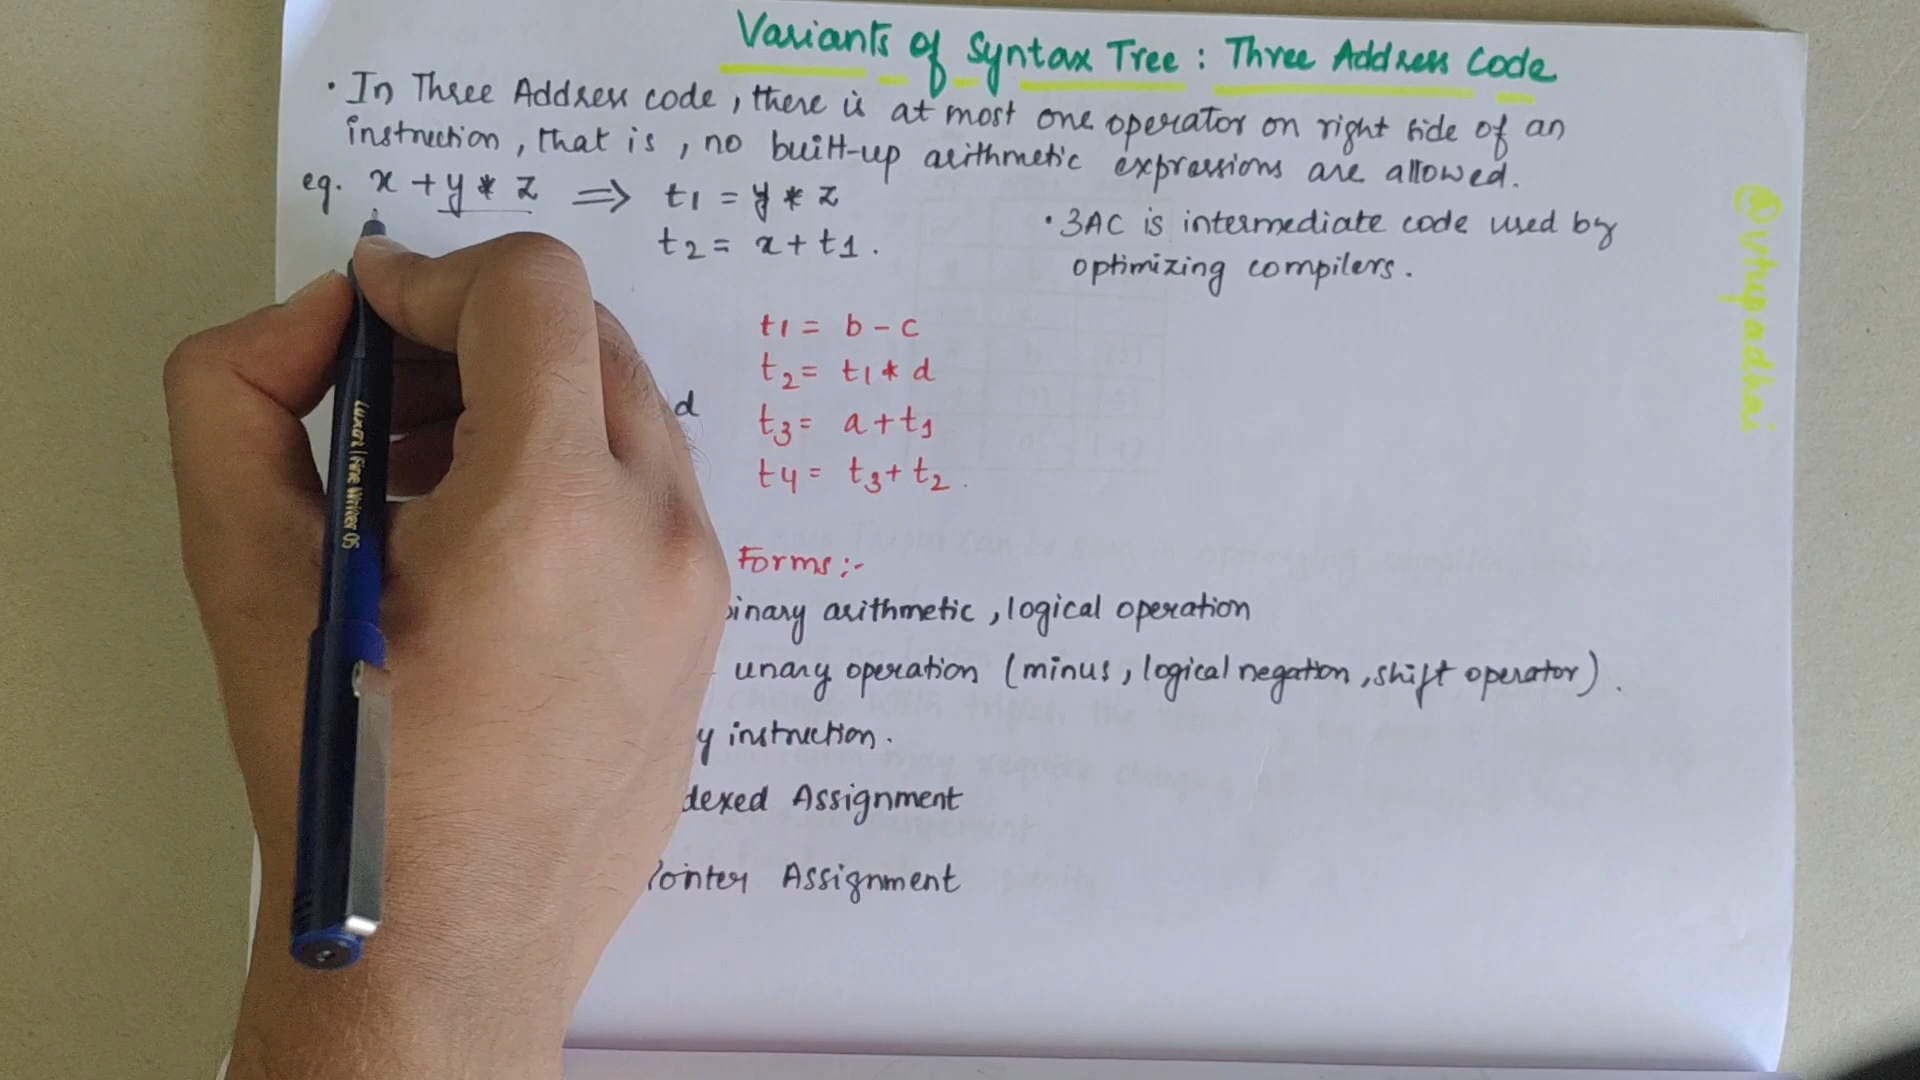 Variants of Syntax Tree : Three Address Code
• In Three Address code, there is at most one operator on right side of an
instruction, that is, no built-up arithmetic expressions are allowed.
eg. x + y * z ⇒ t1 = y * z
t2 = x + t1.
• 3AC is intermediate code used by
optimizing compilers.
t1 = b - c
t2 = t1 * d
d
t3 = a + t1
t4 = t3 + t2.
Forms :-
inary arithmetic, logical operation
unary operation (minus, logical negation, shift operator).
y instruction.
dexed Assignment
ointer Assignment
@vtupadhai
Luxor | Fine Writer 05